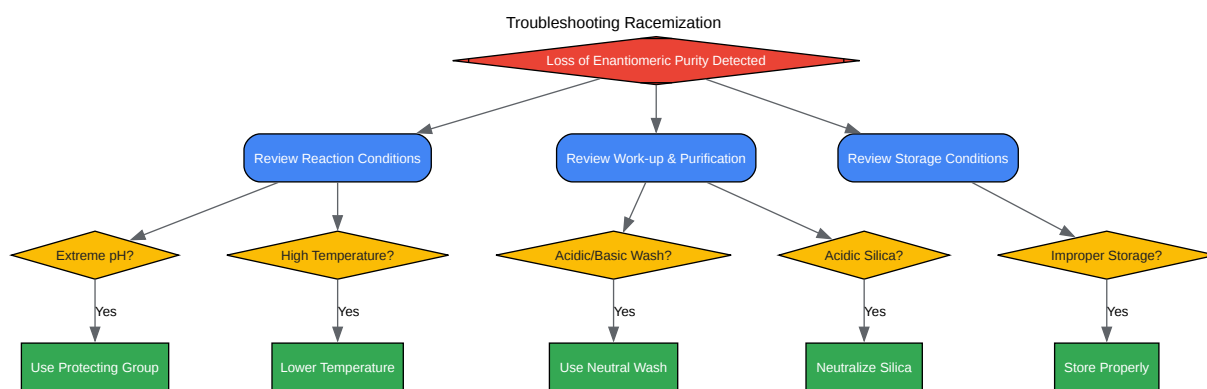 Troubleshooting Racemization
Loss of Enantiomeric Purity Detected
Review Reaction Conditions
Review Work-up & Purification
Review Storage Conditions
Extreme pH?
High Temperature?
Acidic/Basic Wash?
Acidic Silica?
Improper Storage?
Yes
Yes
Yes
Yes
Yes
Use Protecting Group
Lower Temperature
Use Neutral Wash
Neutralize Silica
Store Properly